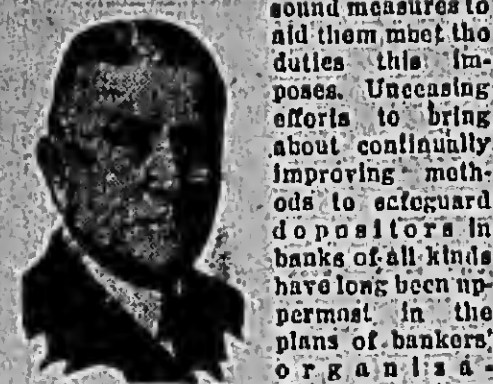 sound measures to
aid them meet the
duties this im-
poses. Unceasing
efforts to bring
about continually
improving meth-
ods to safeguard
depositors in
banks of all kinds
have long been up-
permost in the
plans of bankers'
organiza-